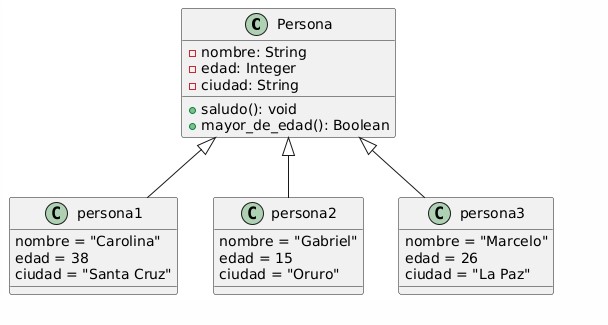 C Persona
nombre: String
edad: Integer
ciudad: String
saludo(): void
mayor_de_edad(): Boolean
C persona1
nombre = "Carolina"
edad = 38
ciudad = "Santa Cruz"
C persona2
nombre = "Gabriel"
edad = 15
ciudad = "Oruro"
C persona3
nombre = "Marcelo"
edad = 26
ciudad = "La Paz"